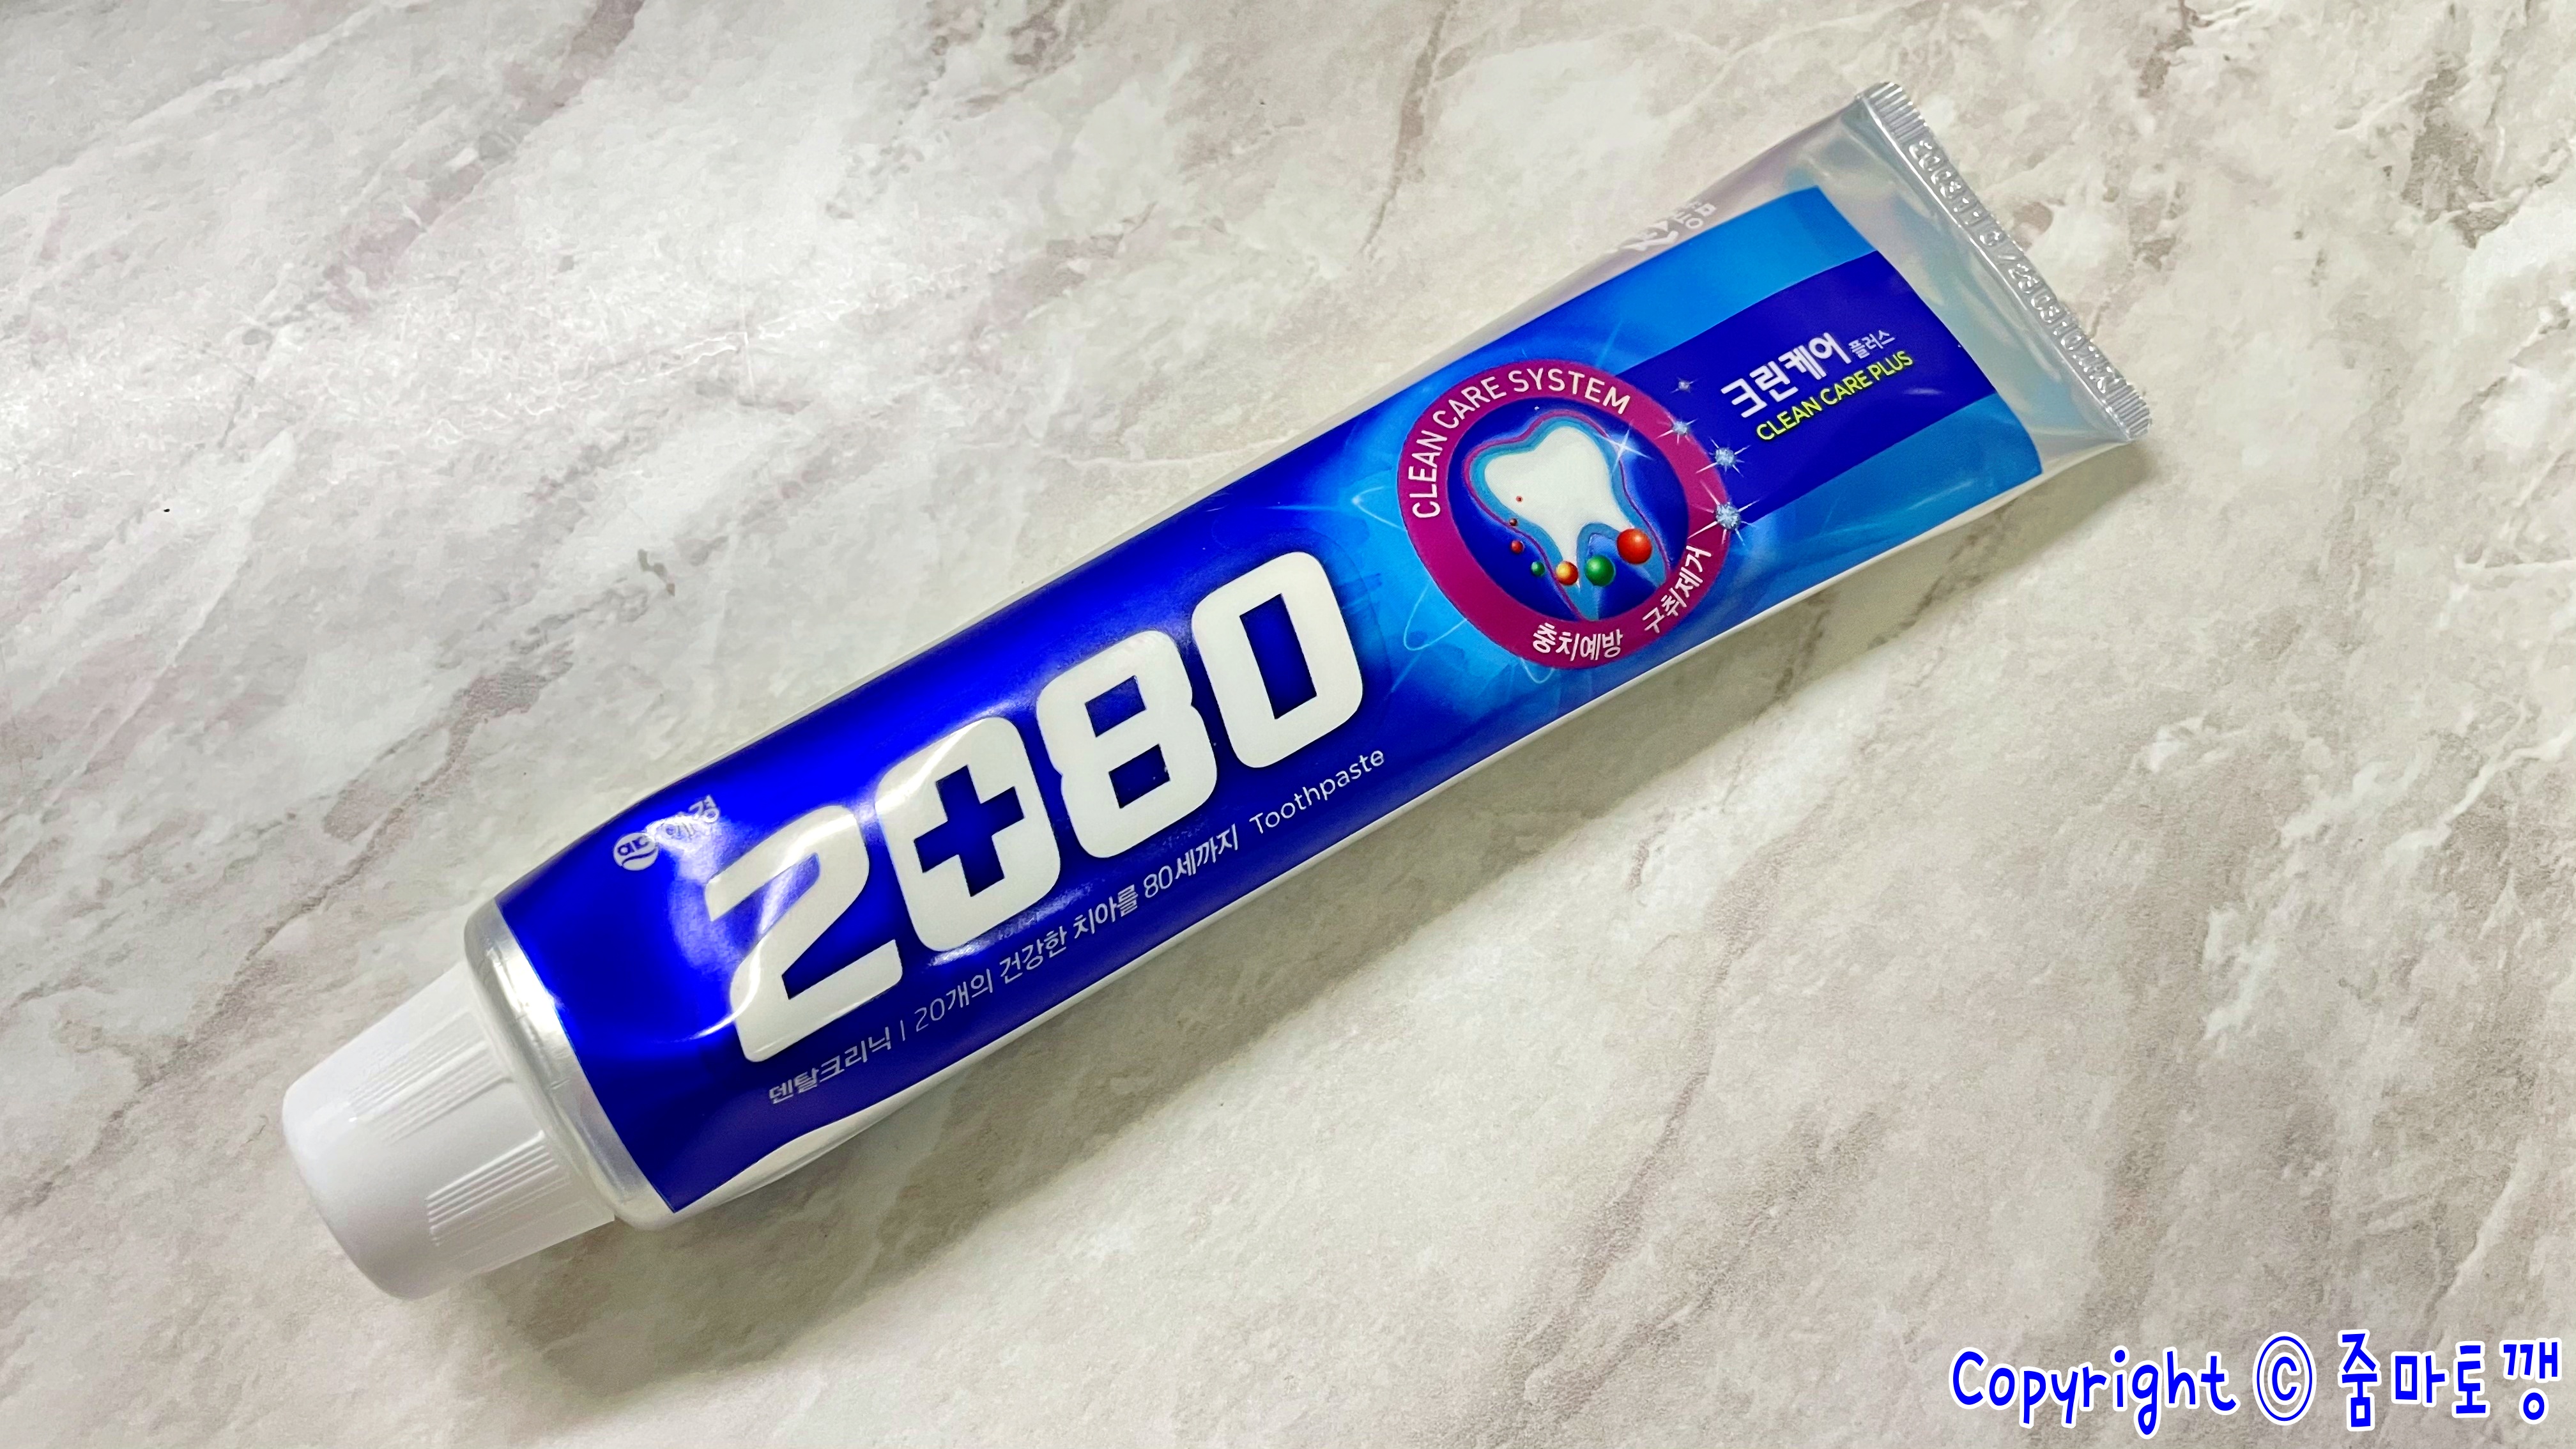 애경
2080
덴탈크리닉 | 20개의 건강한 치아를 80세까지 Toothpaste
CLEAN CARE SYSTEM
충치예방 구취제거
크린케어 플러스
CLEAN CARE PLUS
Copyright © 줌마토깽